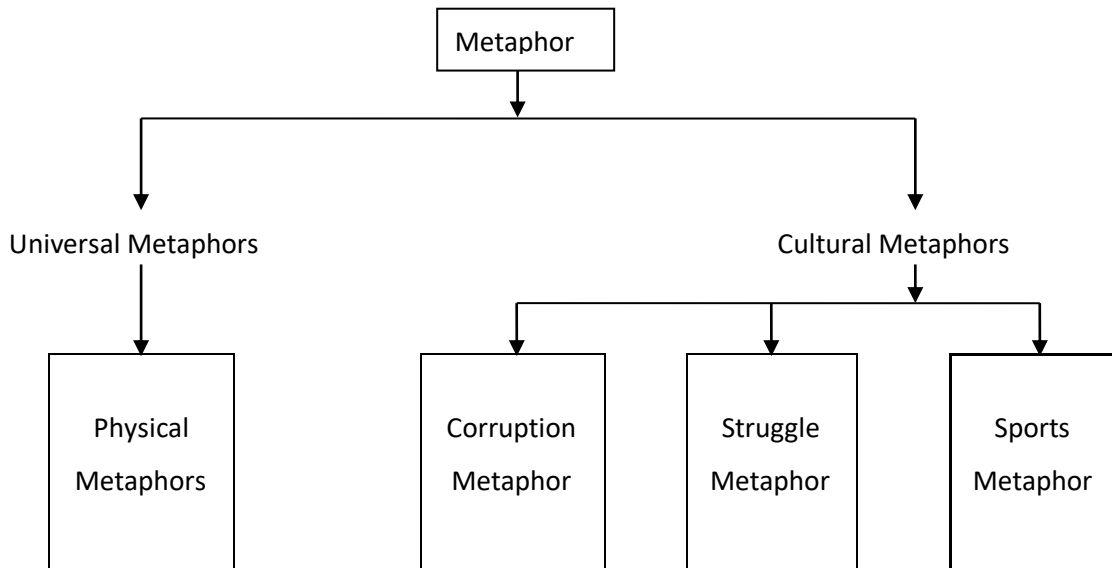 Metaphor
Universal Metaphors
Cultural Metaphors
Physical
Metaphors
Corruption
Metaphor
Struggle
Metaphor
Sports
Metaphor